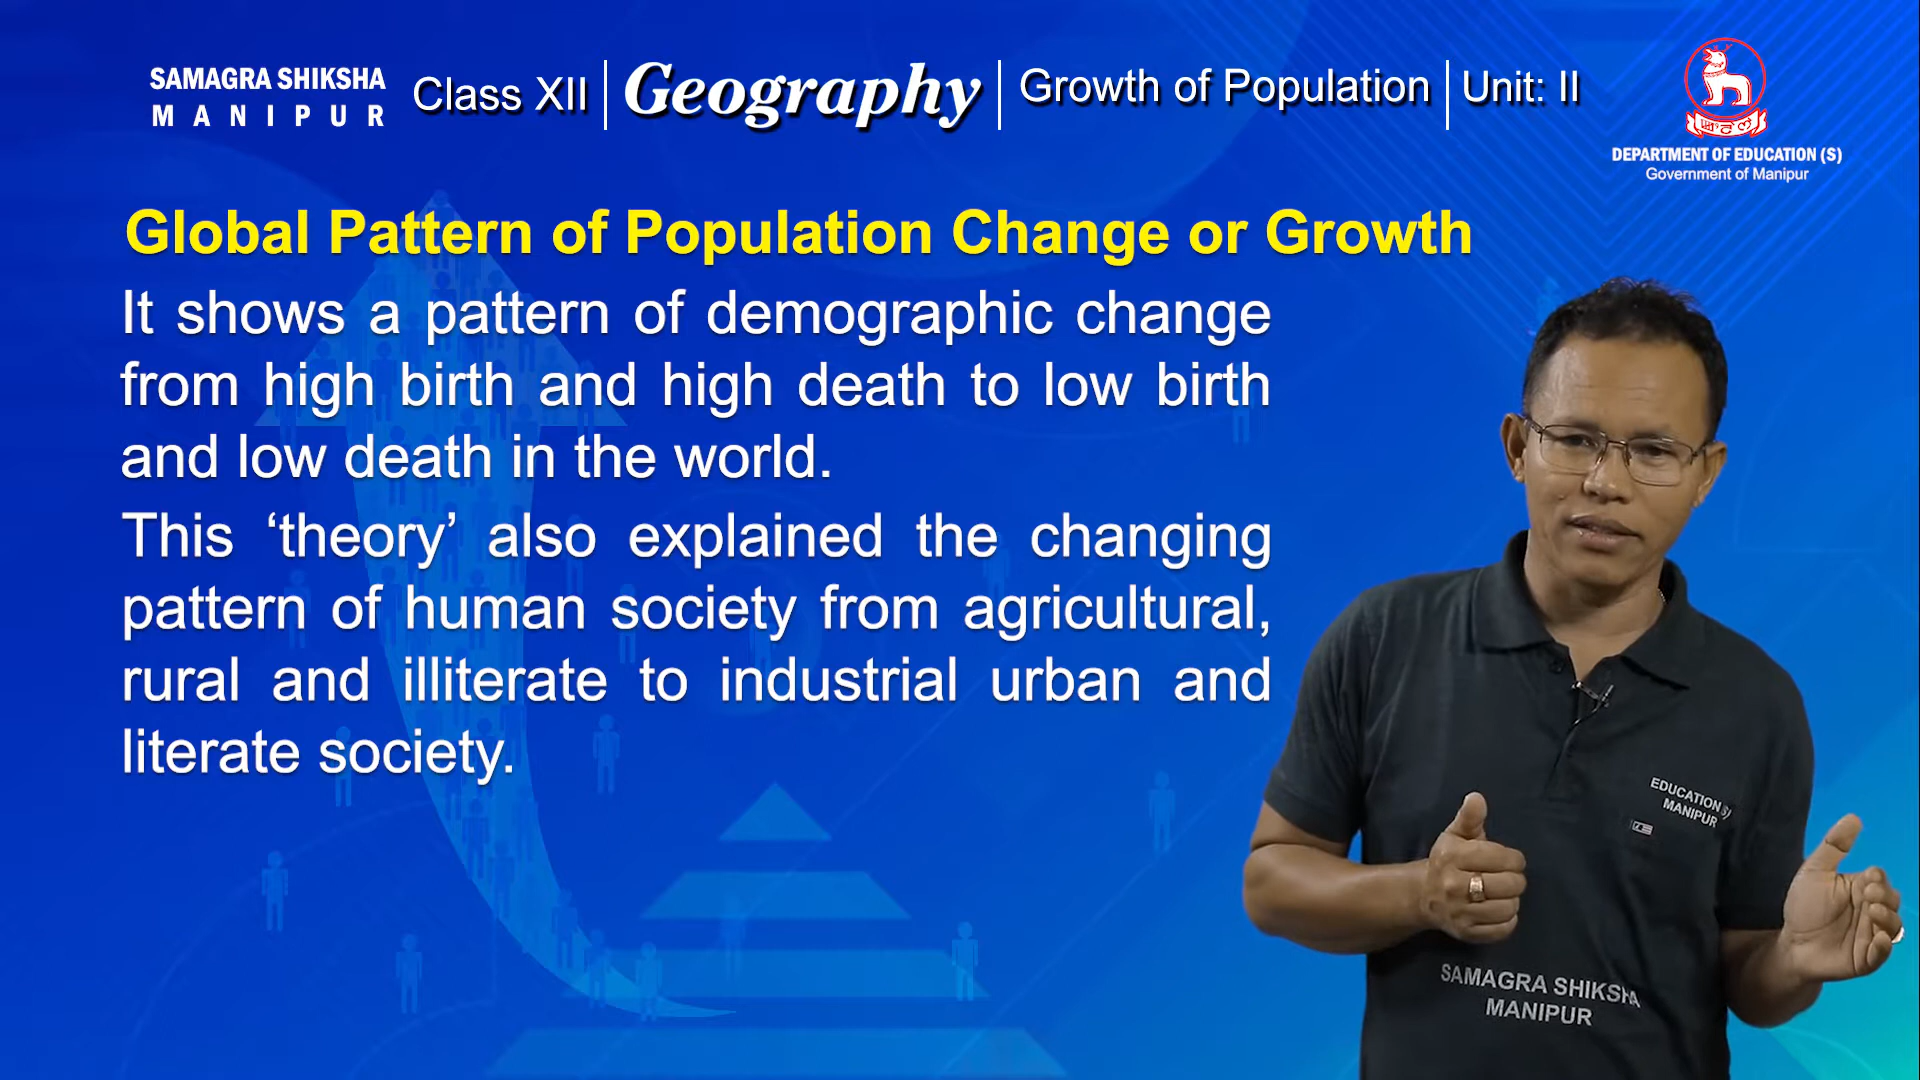 SAMAGRA SHIKSHA
MANIPUR
Class XII
Geography
Growth of Population
Unit: II
DEPARTMENT OF EDUCATION (S)
Government of Manipur
Global Pattern of Population Change or Growth
It shows a pattern of demographic change
from high birth and high death to low birth
and low death in the world.
This ‘theory’ also explained the changing
pattern of human society from agricultural,
rural and illiterate to industrial urban and
literate society.
EDUCATION (S)
MANIPUR
SAMAGRA SHIKSHA
MANIPUR